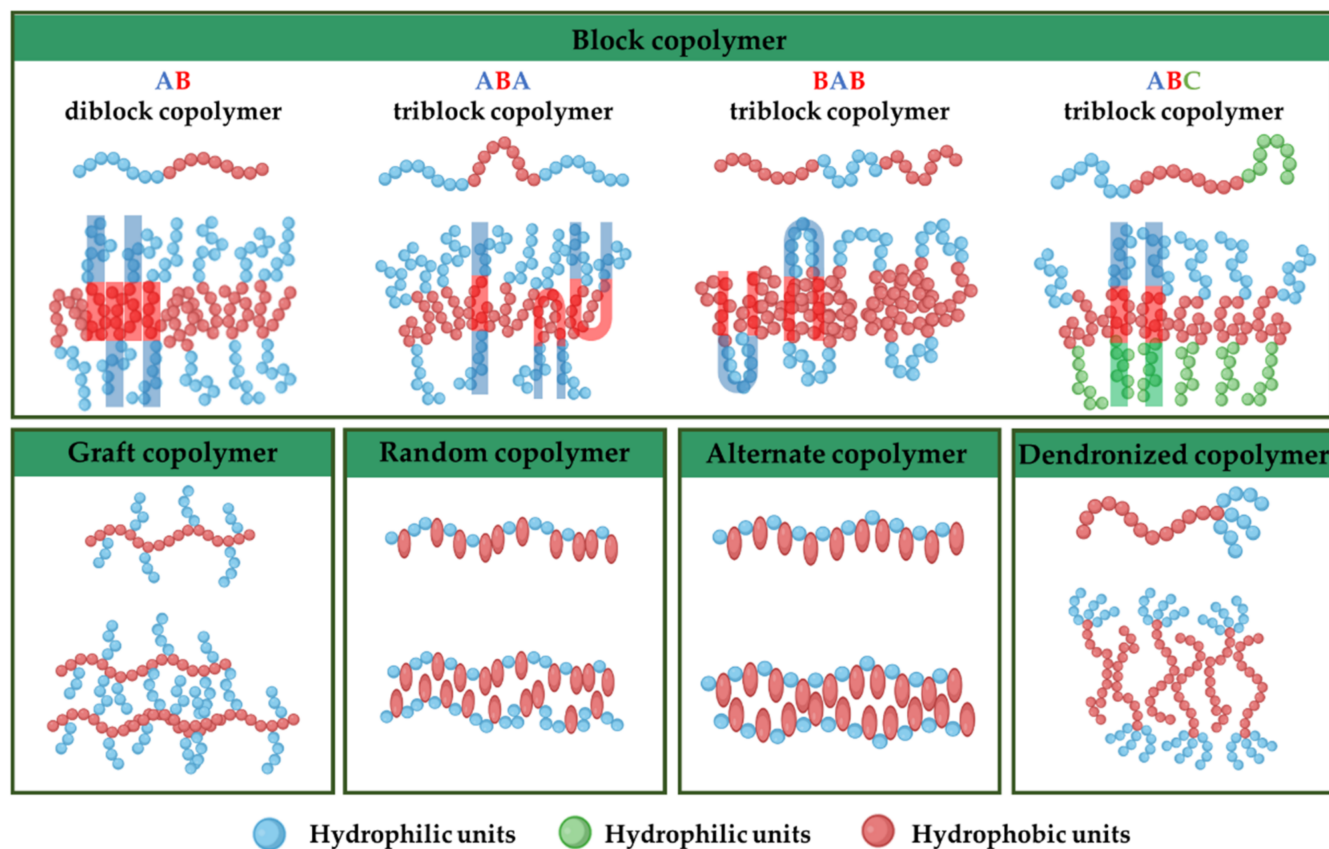 Block copolymer
AB
diblock copolymer
ABA
triblock copolymer
BAB
triblock copolymer
ABC
triblock copolymer
Graft copolymer
Random copolymer
Alternate copolymer
Dendronized copolymer
Hydrophilic units
Hydrophilic units
Hydrophobic units